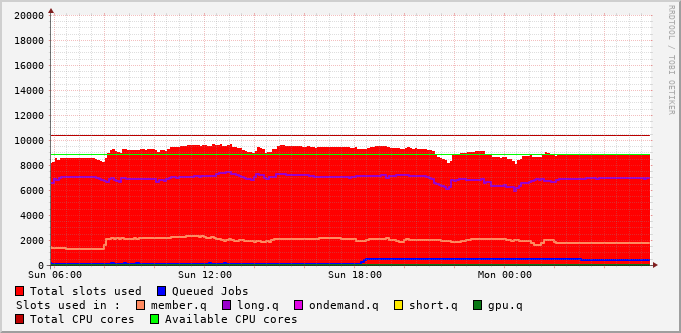 RRDTOOL / TOBI OETIKER
20000
18000
16000
14000
12000
10000
8000
6000
4000
2000
0
Sun 06:00 Sun 12:00 Sun 18:00 Mon 00:00
Total slots used Queued Jobs
Slots used in : member.q long.q ondemand.q short.q gpu.q
Total CPU cores Available CPU cores